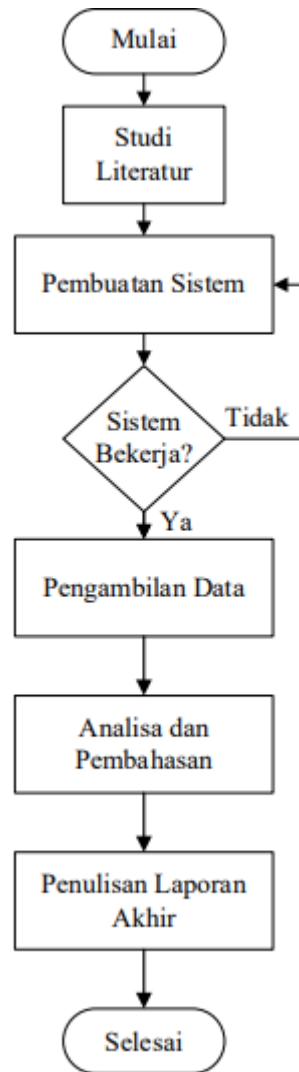 Mulai
Studi
Literatur
Pembuatan Sistem
Sistem
Bekerja?
Tidak
Ya
Pengambilan Data
Analisa dan
Pembahasan
Penulisan Laporan
Akhir
Selesai